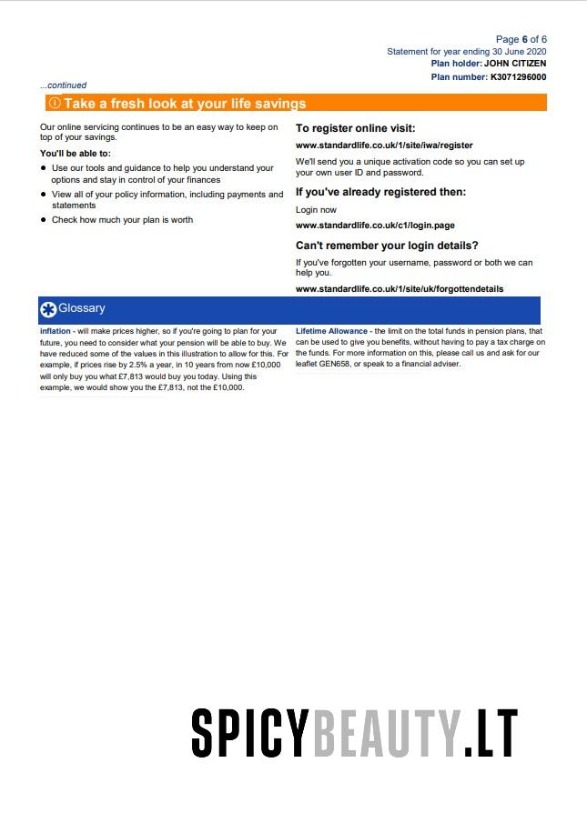 Page 6 of 6
Statement for year ending 30 June 2020
Plan holder: JOHN CITIZEN
Plan number: K3071296000
...continued
Take a fresh look at your life savings
Our online servicing continues to be an easy way to keep on
top of your savings.
You'll be able to:
● Use our tools and guidance to help you understand your
options and stay in control of your finances
● View all of your policy information, including payments and
statements
● Check how much your plan is worth
To register online visit:
www.standardlife.co.uk/1/site/iwa/register
We'll send you a unique activation code so you can set up
your own user ID and password.
If you've already registered then:
Login now
www.standardlife.co.uk/c1/login.page
Can't remember your login details?
If you've forgotten your username, password or both we can
help you.
www.standardlife.co.uk/1/site/uk/forgottendetails
Glossary
inflation - will make prices higher, so if you're going to plan for your
future, you need to consider what your pension will be able to buy. We
have reduced some of the values in this illustration to allow for this. For
example, if prices rise by 2.5% a year, in 10 years from now £10,000
will only buy you what £7,813 would buy you today. Using this
example, we would show you the £7,813, not the £10,000.
Lifetime Allowance - the limit on the total funds in pension plans, that
can be used to give you benefits, without having to pay a tax charge on
the funds. For more information on this, please call us and ask for our
leaflet GEN658, or speak to a financial adviser.
SPICYBEAUTY.LT